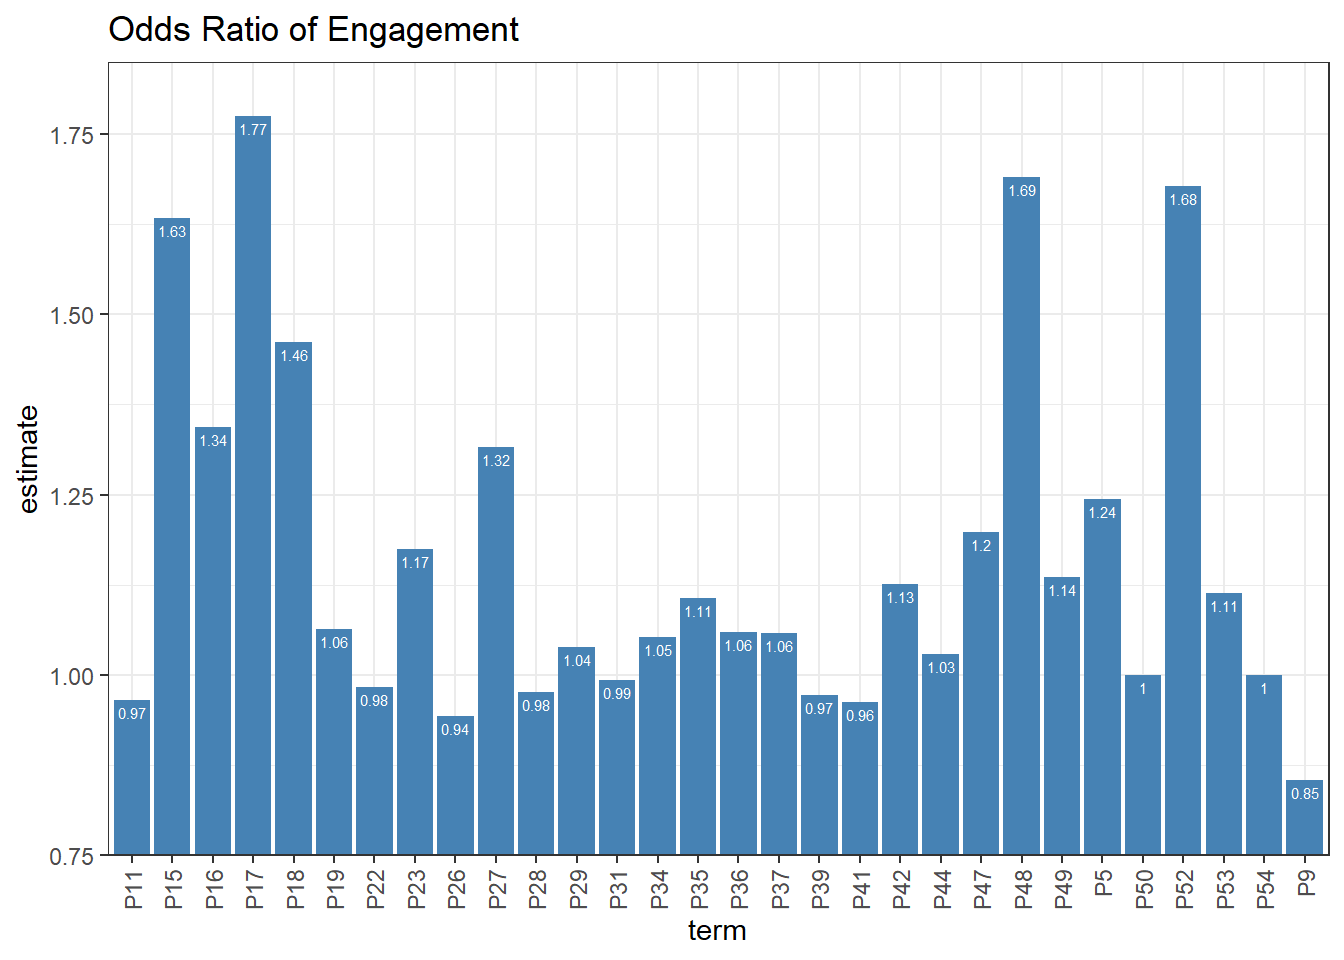 Odds Ratio of Engagement
1.75
1.50
1.25
1.00
0.75
estimate
0.97
1.63
1.34
1.77
1.46
1.06
0.98
1.17
0.94
1.32
0.98
1.04
0.99
1.05
1.11
1.06
1.06
0.97
0.96
1.13
1.03
1.2
1.69
1.14
1.24
1
1.68
1.11
1
0.85
P11
P15
P16
P17
P18
P19
P22
P23
P26
P27
P28
P29
P31
P34
P35
P36
P37
P39
P41
P42
P44
P47
P48
P49
P5
P50
P52
P53
P54
P9
term